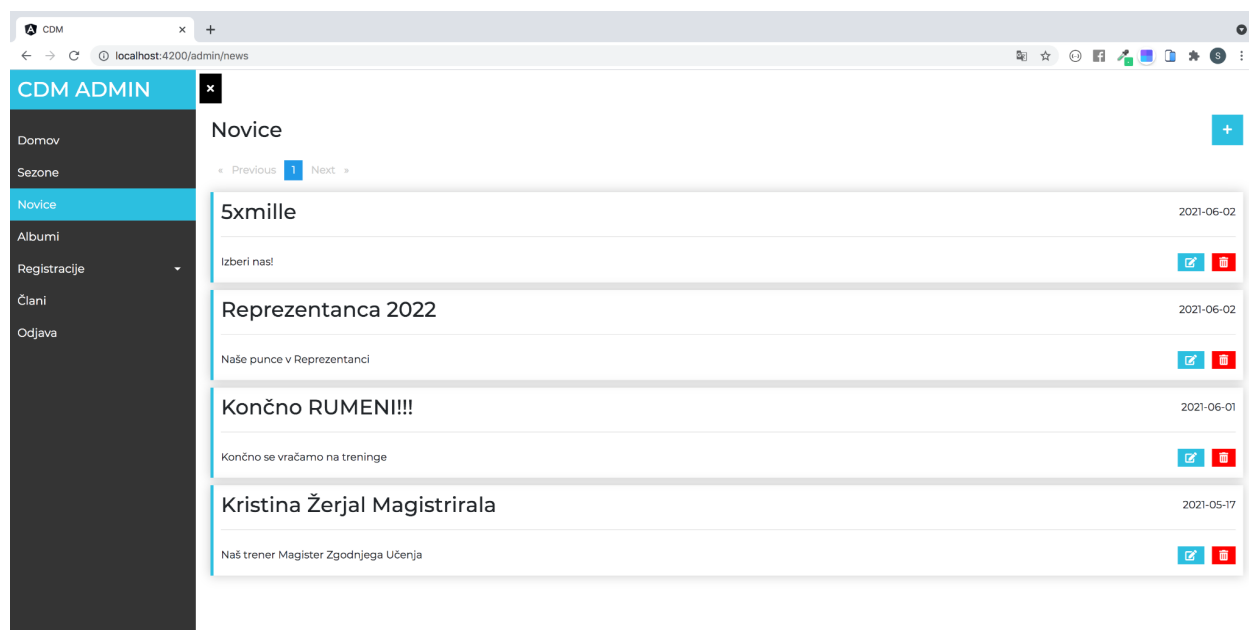 CDM
localhost:4200/admin/news
S
CDM ADMIN
Domov
Sezone
Novice
Albumi
Registracije
Člani
Odjava
Novice
« Previous 1 Next »
5xmille 2021-06-02
Izberi nas!
Reprezentanca 2022 2021-06-02
Naše punce v Reprezentanci
Končno RUMENI!!! 2021-06-01
Končno se vračamo na treninge
Kristina Žerjal Magistrirala 2021-05-17
Naš trener Magister Zgodnjega Učenja